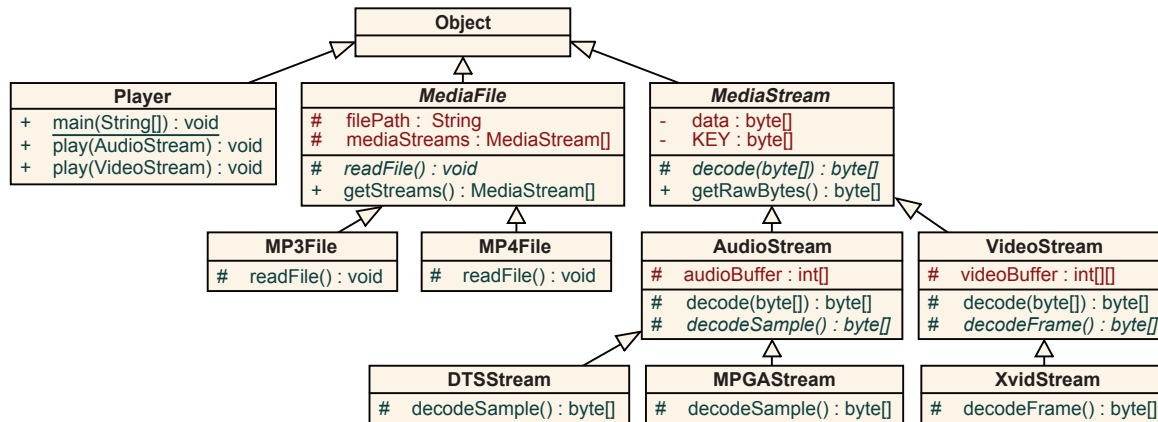 Object
Player
+ main(String[]) : void
+ play(AudioStream) : void
+ play(VideoStream) : void
MediaFile
# filePath : String
# mediaStreams : MediaStream[]
# readFile() : void
+ getStreams() : MediaStream[]
MediaStream
- data : byte[]
- KEY : byte[]
# decode(byte[]) : byte[]
+ getRawBytes() : byte[]
MP3File
# readFile() : void
MP4File
# readFile() : void
AudioStream
# audioBuffer : int[]
# decode(byte[]) : byte[]
# decodeSample() : byte[]
VideoStream
# videoBuffer : int[][]
# decode(byte[]) : byte[]
# decodeFrame() : byte[]
DTSStream
# decodeSample() : byte[]
MPGAStream
# decodeSample() : byte[]
XvidStream
# decodeFrame() : byte[]